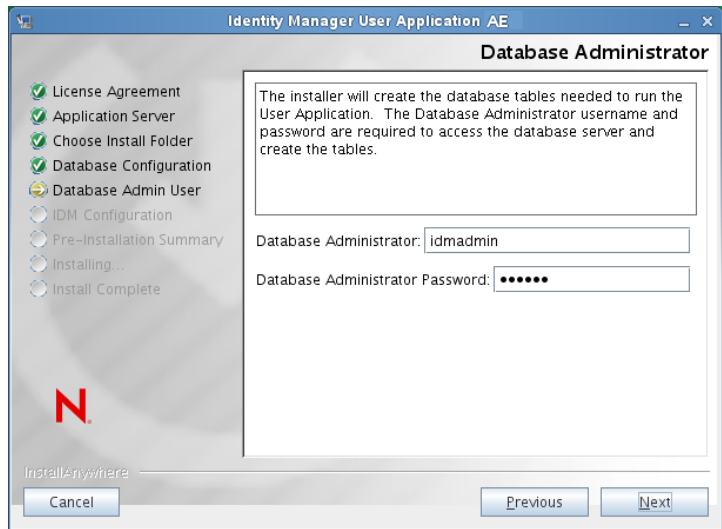 Identity Manager User Application AE
Database Administrator
License Agreement
Application Server
Choose Install Folder
Database Configuration
Database Admin User
IDM Configuration
Pre-Installation Summary
Installing...
Install Complete
The installer will create the database tables needed to run the
User Application. The Database Administrator username and
password are required to access the database server and
create the tables.
Database Administrator: idmadmin
Database Administrator Password: ••••••
N
InstallAnywhere
Cancel
Previous
Next